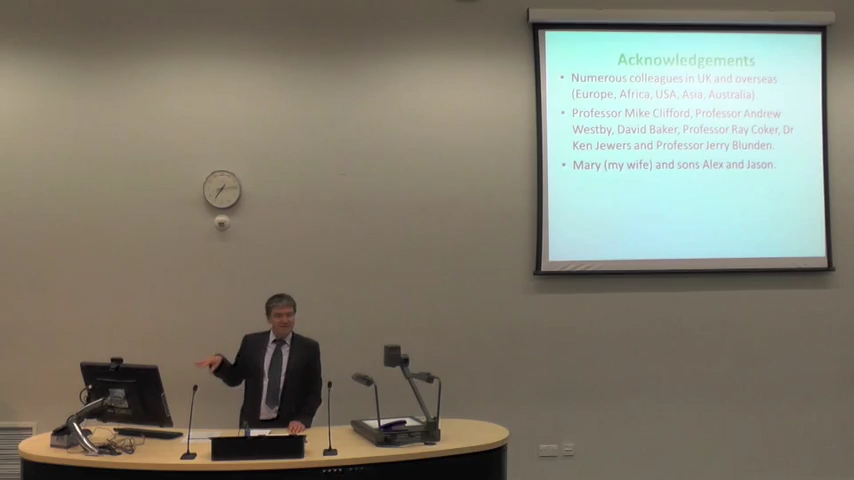 Acknowledgements
• Numerous colleagues in UK and overseas
(Europe, Africa, USA, Asia, Australia).
• Professor Mike Clifford, Professor Andrew
Westby, David Baker, Professor Ray Coker, Dr
Ken Jewers and Professor Jerry Blunden.
• Mary (my wife) and sons Alex and Jason.